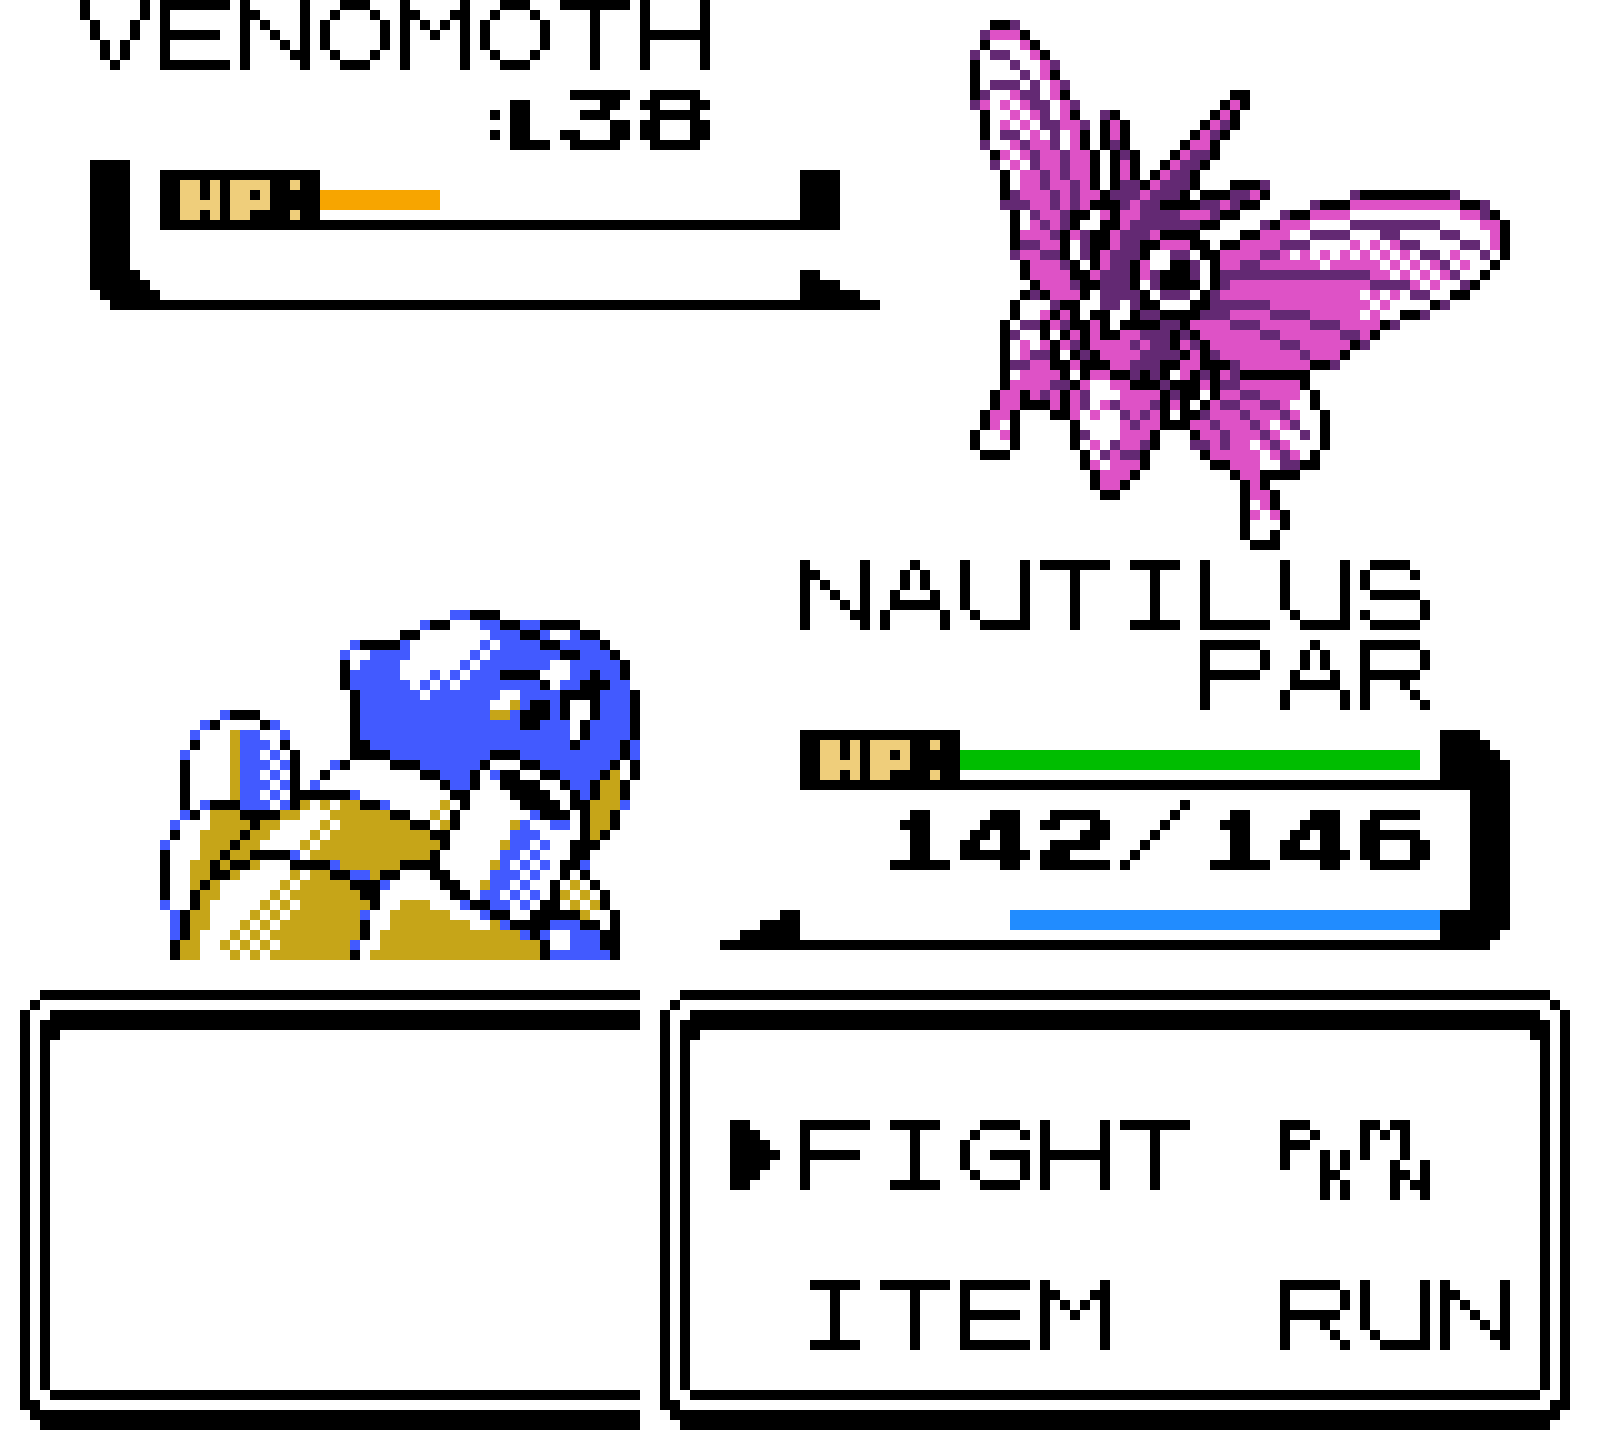 VENOMOTH
:L38
HP:
NAUTILUS
PAR
HP:
142/146
▶FIGHT PKMN
ITEM RUN